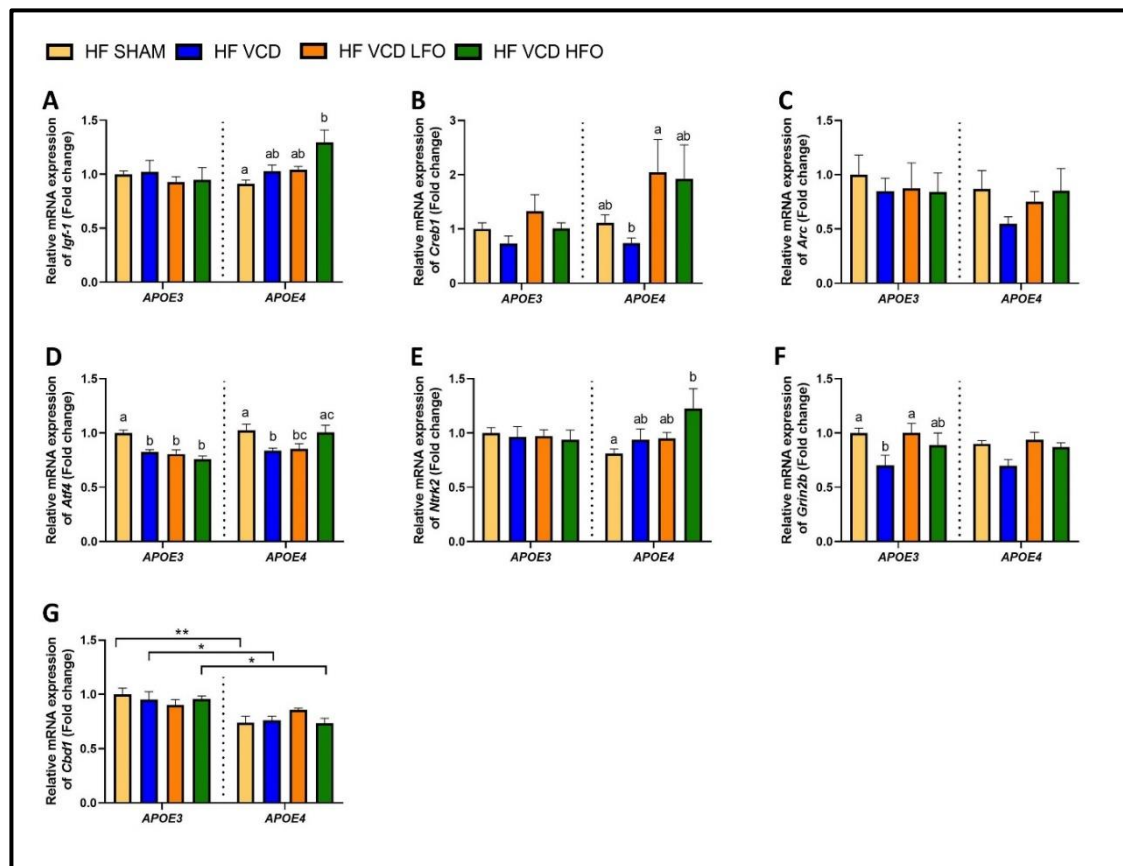 HF SHAM HF VCD HF VCD LFO HF VCD HFO
A
Relative mRNA expression
of Igf-1 (Fold change)
1.5
1.0
0.5
0.0
a
ab
ab
b
APOE3
APOE4
B
Relative mRNA expression
of Creb1 (Fold change)
3
2
1
0
ab
b
a
ab
APOE3
APOE4
C
Relative mRNA expression
of Arc (Fold change)
1.5
1.0
0.5
0.0
APOE3
APOE4
D
Relative mRNA expression
of Atf4 (Fold change)
1.5
1.0
0.5
0.0
a
b
b
b
a
b
bc
ac
APOE3
APOE4
E
Relative mRNA expression
of Ntrk2 (Fold change)
1.5
1.0
0.5
0.0
a
ab
ab
b
APOE3
APOE4
F
Relative mRNA expression
of Grin2b (Fold change)
1.5
1.0
0.5
0.0
a
b
a
ab
APOE3
APOE4
G
Relative mRNA expression
of Cbd1 (Fold change)
1.5
1.0
0.5
0.0
**
*
*
APOE3
APOE4